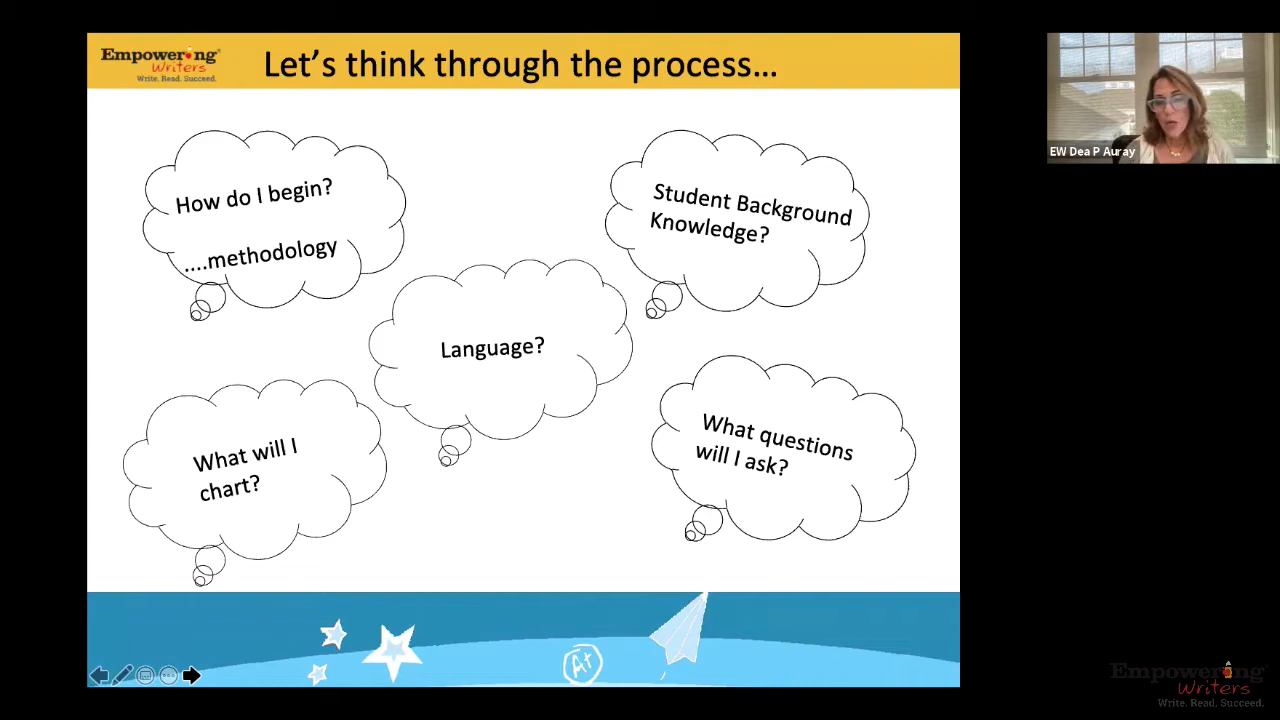 Empowering
Writers
Write. Read. Succeed.
Let's think through the process...
How do I begin?
....methodology
Student Background
Knowledge?
Language?
What will I
chart?
What questions
will I ask?
A+
EW Dea P Auray
Empowering
Writers
Write. Read. Succeed.